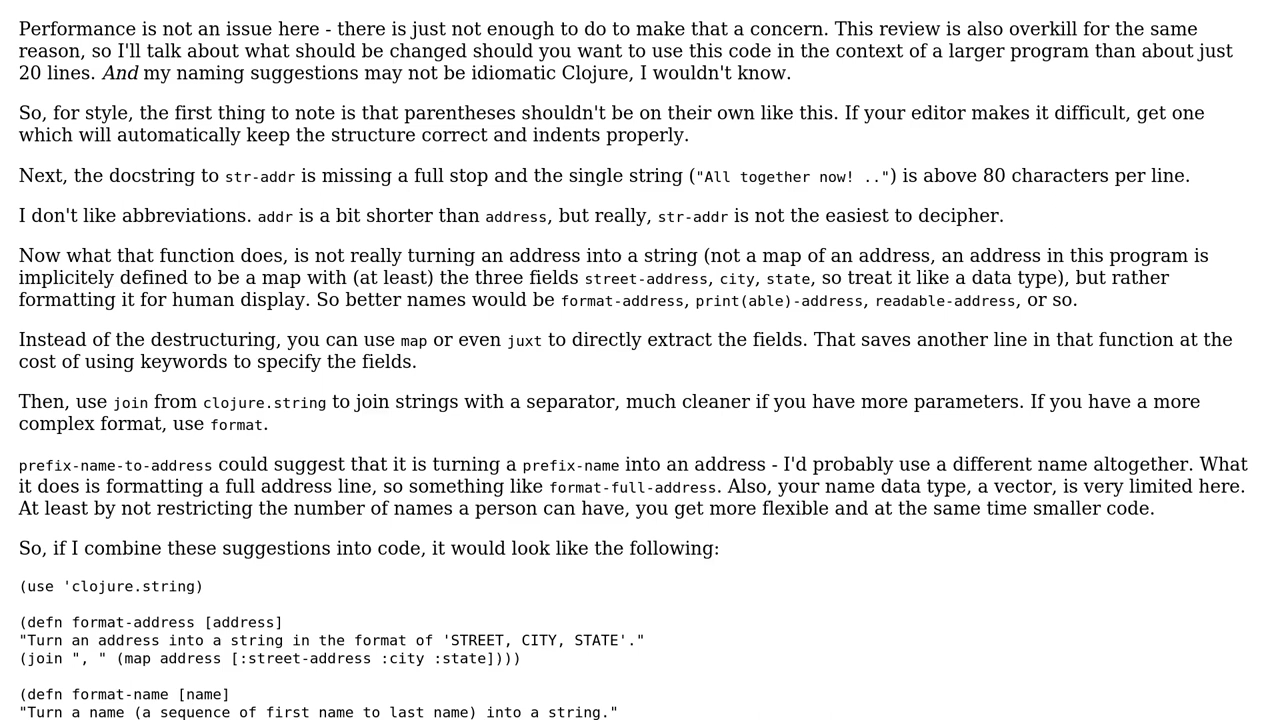 Performance is not an issue here - there is just not enough to do to make that a concern. This review is also overkill for the same
reason, so I'll talk about what should be changed should you want to use this code in the context of a larger program than about just
20 lines. And my naming suggestions may not be idiomatic Clojure, I wouldn't know.
So, for style, the first thing to note is that parentheses shouldn't be on their own like this. If your editor makes it difficult, get one
which will automatically keep the structure correct and indents properly.
Next, the docstring to str-addr is missing a full stop and the single string ("All together now! ..") is above 80 characters per line.
I don't like abbreviations. addr is a bit shorter than address, but really, str-addr is not the easiest to decipher.
Now what that function does, is not really turning an address into a string (not a map of an address, an address in this program is
implicitely defined to be a map with (at least) the three fields street-address, city, state, so treat it like a data type), but rather
formatting it for human display. So better names would be format-address, print(able)-address, readable-address, or so.
Instead of the destructuring, you can use map or even juxt to directly extract the fields. That saves another line in that function at the
cost of using keywords to specify the fields.
Then, use join from clojure.string to join strings with a separator, much cleaner if you have more parameters. If you have a more
complex format, use format.
prefix-name-to-address could suggest that it is turning a prefix-name into an address - I'd probably use a different name altogether. What
it does is formatting a full address line, so something like format-full-address. Also, your name data type, a vector, is very limited here.
At least by not restricting the number of names a person can have, you get more flexible and at the same time smaller code.
So, if I combine these suggestions into code, it would look like the following:
(use 'clojure.string)
(defn format-address [address]
"Turn an address into a string in the format of 'STREET, CITY, STATE'."
(join ", " (map address [:street-address :city :state])))
(defn format-name [name]
"Turn a name (a sequence of first name to last name) into a string."